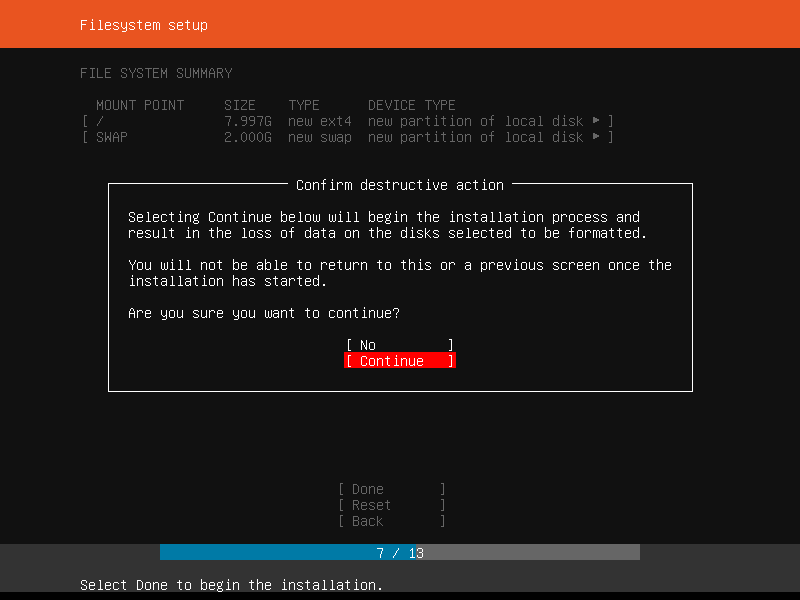 Filesystem setup
FILE SYSTEM SUMMARY
MOUNT POINT SIZE TYPE DEVICE TYPE
[ / 7.997G new ext4 new partition of local disk ▸ ]
[ SWAP 2.000G new swap new partition of local disk ▸ ]
Confirm destructive action
Selecting Continue below will begin the installation process and
result in the loss of data on the disks selected to be formatted.
You will not be able to return to this or a previous screen once the
installation has started.
Are you sure you want to continue?
[ No ]
[ Continue ]
[ Done ]
[ Reset ]
[ Back ]
7 / 13
Select Done to begin the installation.